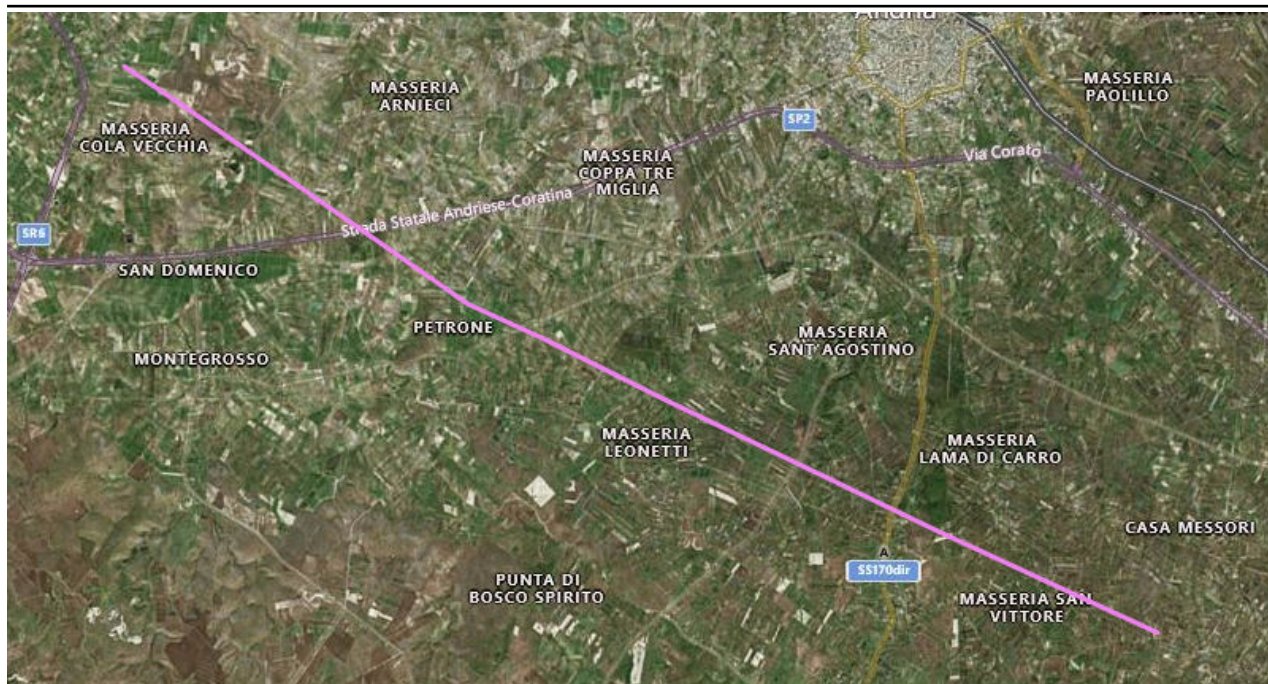 Andria
MASSERIA
ARNIECI
MASSERIA
PAOLILLO
SP2
MASSERIA
COLA VECCHIA
MASSERIA
COPPA TRE
MIGLIA
Via Corato
Strada Statale Andriese-Coratina
SR6
SAN DOMENICO
PETRONE
MASSERIA
SANT'AGOSTINO
MONTEGROSSO
MASSERIA
LEONETTI
MASSERIA
LAMA DI CARRO
CASA MESSORI
A
SS170dir
PUNTA DI
BOSCO SPIRITO
MASSERIA SAN
VITTORE